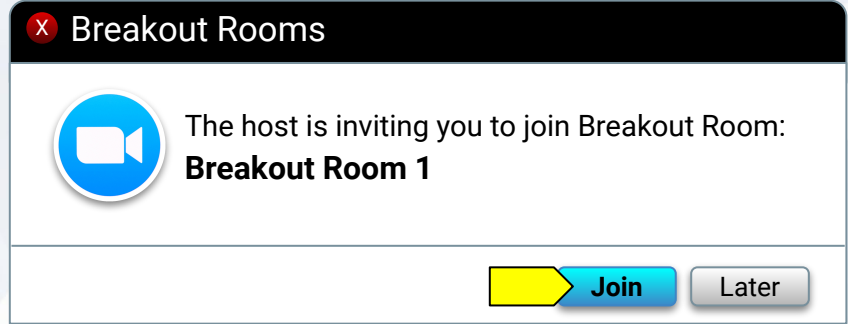 X Breakout Rooms
The host is inviting you to join Breakout Room:
Breakout Room 1
Join Later